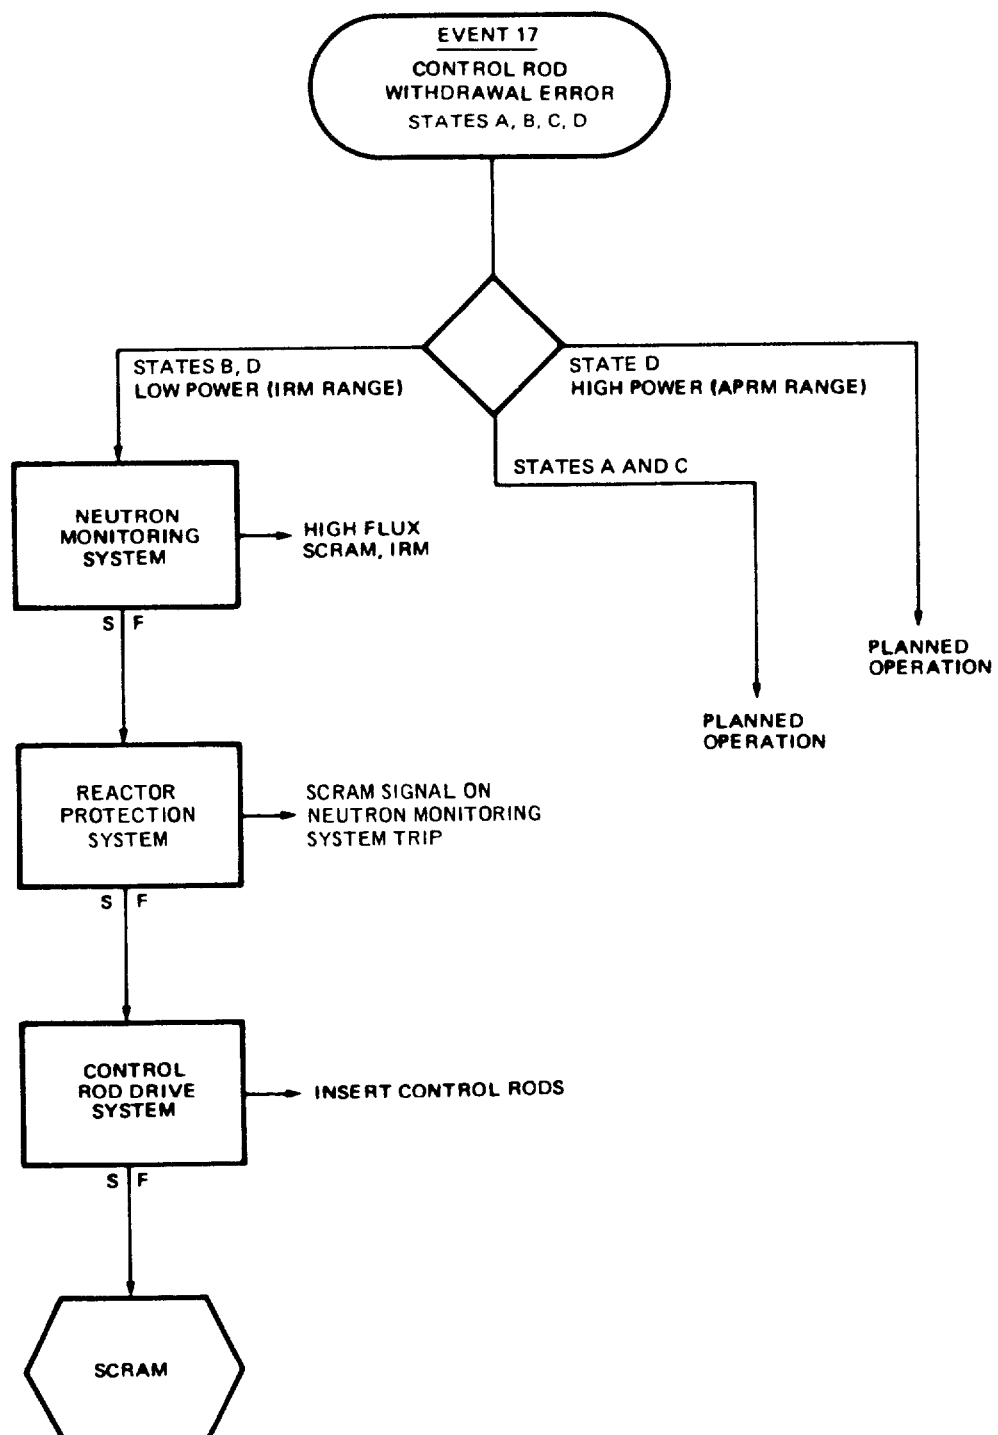 EVENT 17
CONTROL ROD
WITHDRAWAL ERROR
STATES A, B, C, D
STATES B, D
LOW POWER (IRM RANGE)
STATE D
HIGH POWER (APRM RANGE)
STATES A AND C
NEUTRON
MONITORING
SYSTEM
HIGH FLUX
SCRAM, IRM
S F
PLANNED
OPERATION
PLANNED
OPERATION
REACTOR
PROTECTION
SYSTEM
SCRAM SIGNAL ON
NEUTRON MONITORING
SYSTEM TRIP
S F
CONTROL
ROD DRIVE
SYSTEM
INSERT CONTROL RODS
S F
SCRAM